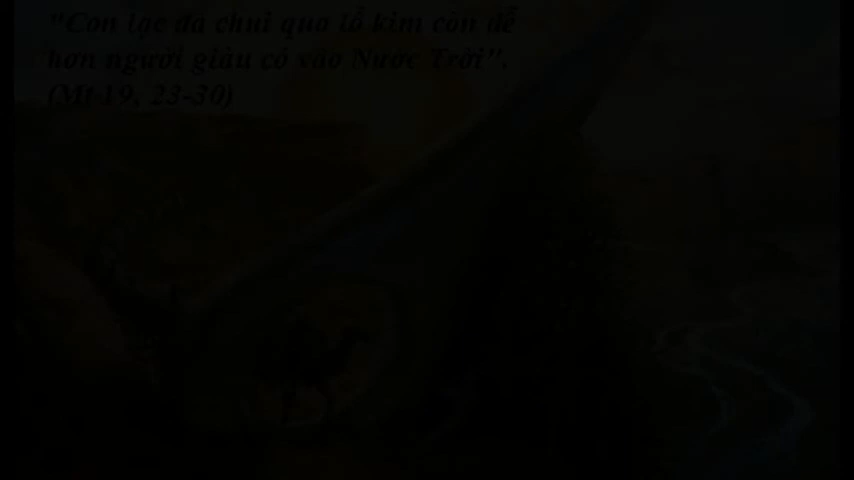 "Con lạc đà chui qua lỗ kim còn dễ
hơn người giàu có vào Nước Trời".
(Mt 19, 23-30)